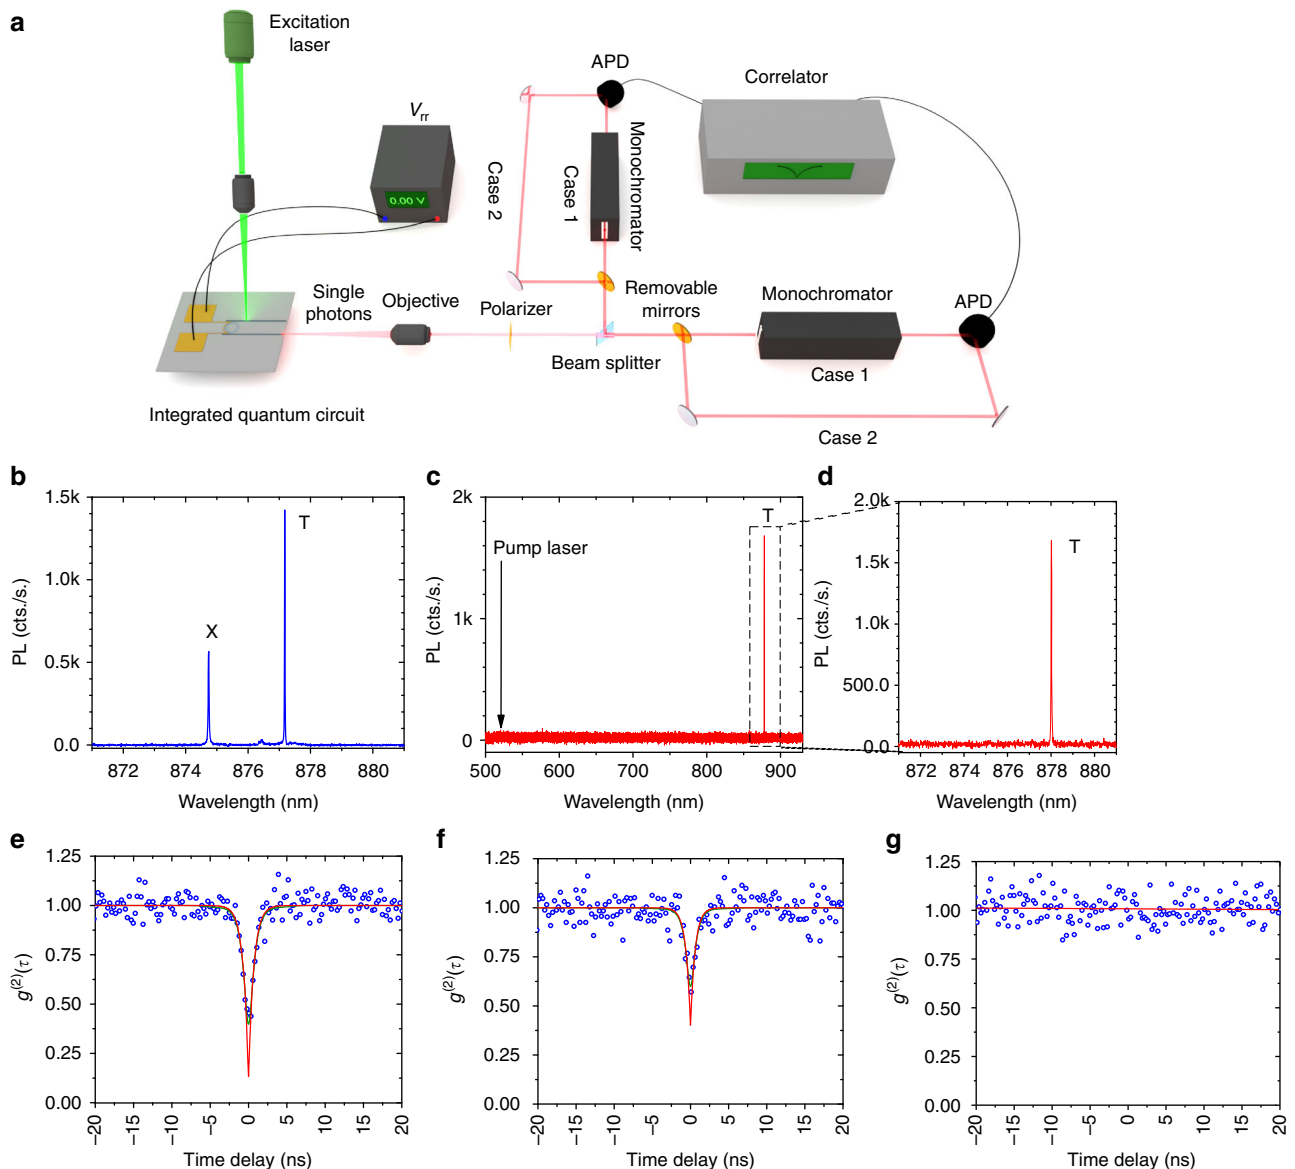 a
Excitation
laser
V_rr
0.00 V
APD
Correlator
Case 2
Case 1
Monochromator
Single
photons
Objective
Polarizer
Removable
mirrors
Monochromator
APD
Beam splitter
Case 1
Integrated quantum circuit
Case 2
b
1.5k
1.0k
0.5k
0.0
PL (cts./s.)
X
T
872 874 876 878 880
Wavelength (nm)
c
2k
1k
0
PL (cts./s.)
Pump laser
T
500 600 700 800 900
Wavelength (nm)
d
2.0k
1.5k
1.0k
500.0
0.0
PL (cts./s.)
T
872 874 876 878 880
Wavelength (nm)
e
1.25
1.00
0.75
0.50
0.25
0.00
g^(2)(τ)
−20 −15 −10 −5 0 5 10 15 20
Time delay (ns)
f
1.25
1.00
0.75
0.50
0.25
0.00
g^(2)(τ)
−20 −15 −10 −5 0 5 10 15 20
Time delay (ns)
g
1.25
1.00
0.75
0.50
0.25
0.00
g^(2)(τ)
−20 −15 −10 −5 0 5 10 15 20
Time delay (ns)